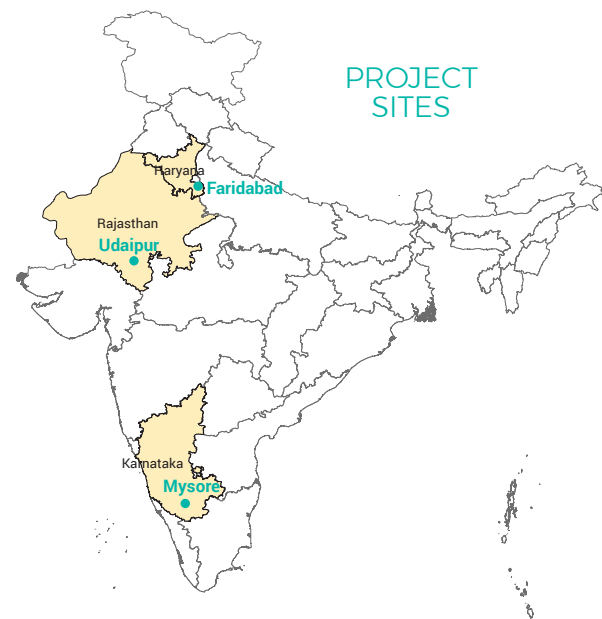 PROJECT
SITES
Haryana
Faridabad
Rajasthan
Udaipur
Karnataka
Mysore